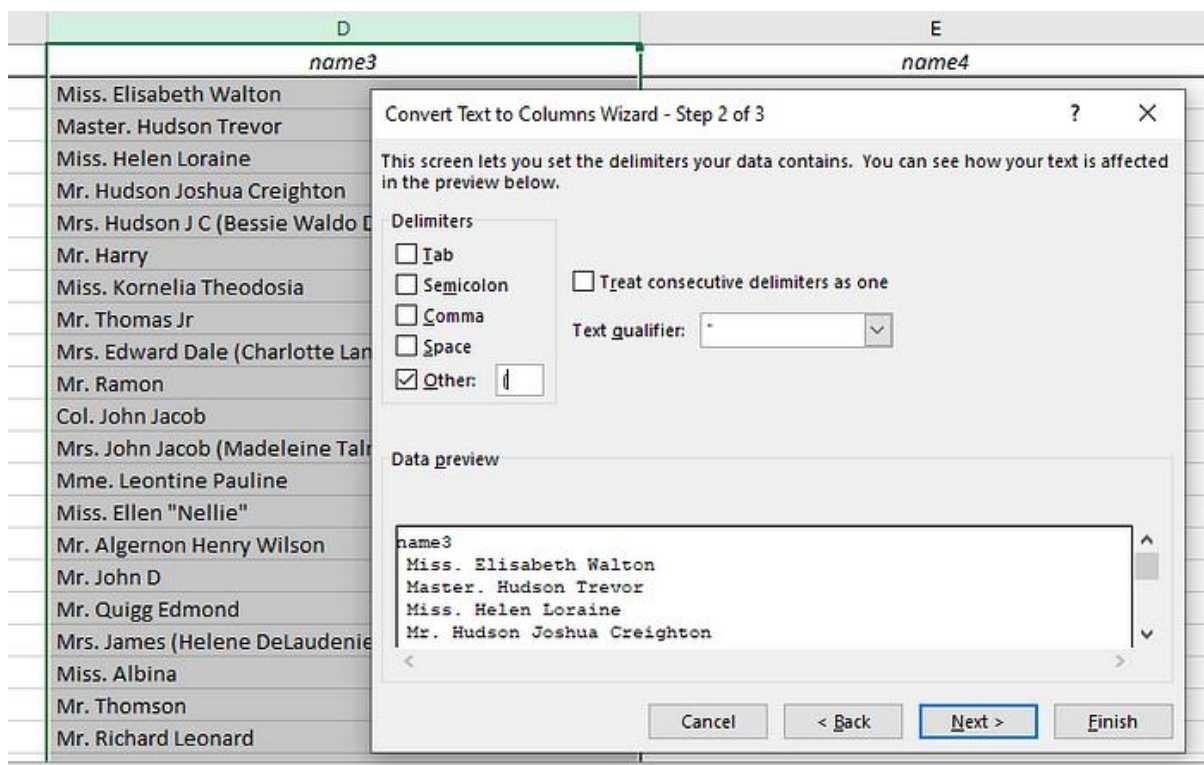 D E
name3 name4
Miss. Elisabeth Walton
Master. Hudson Trevor
Miss. Helen Loraine
Mr. Hudson Joshua Creighton
Mrs. Hudson J C (Bessie Waldo D
Mr. Harry
Miss. Kornelia Theodosia
Mr. Thomas Jr
Mrs. Edward Dale (Charlotte Lan
Mr. Ramon
Col. John Jacob
Mrs. John Jacob (Madeleine Taln
Mme. Leontine Pauline
Miss. Ellen "Nellie"
Mr. Algernon Henry Wilson
Mr. John D
Mr. Quigg Edmond
Mrs. James (Helene DeLaudenie
Miss. Albina
Mr. Thomson
Mr. Richard Leonard
Convert Text to Columns Wizard - Step 2 of 3 ? ×
This screen lets you set the delimiters your data contains. You can see how your text is affected
in the preview below.
Delimiters
Tab
Semicolon
Comma
Space
Other: (
Treat consecutive delimiters as one
Text qualifier: "
Data preview
name3
Miss. Elisabeth Walton
Master. Hudson Trevor
Miss. Helen Loraine
Mr. Hudson Joshua Creighton
Cancel < Back Next > Finish